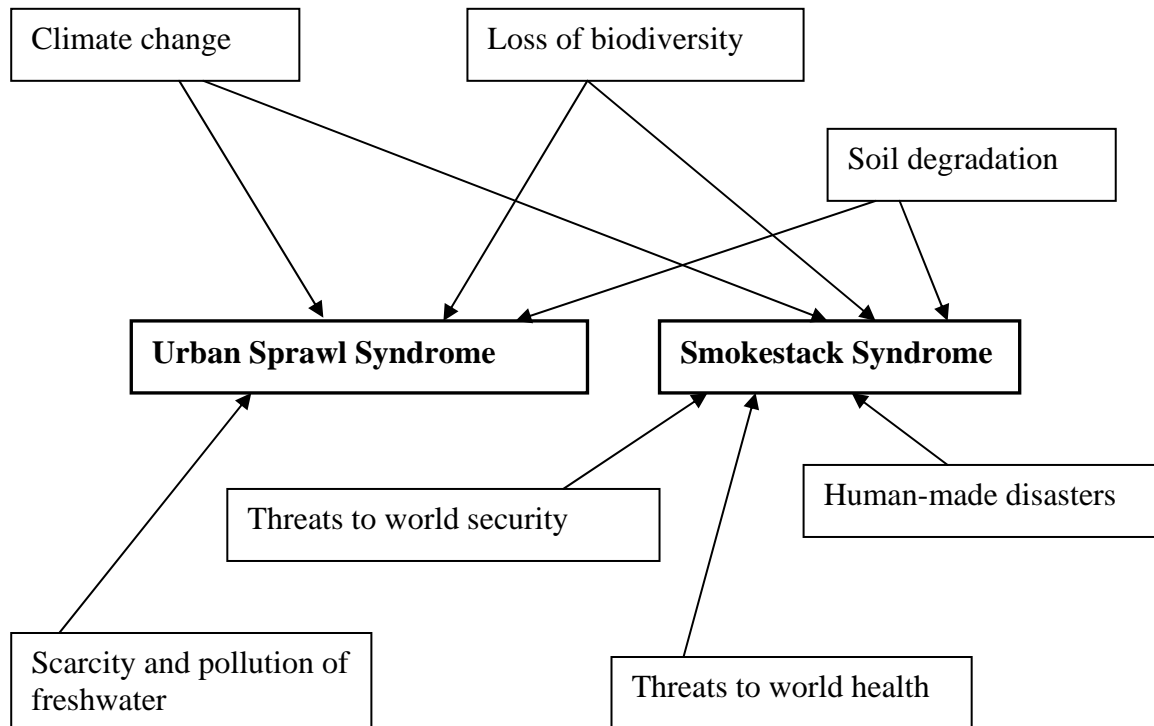 Climate change
Loss of biodiversity
Soil degradation
Urban Sprawl Syndrome
Smokestack Syndrome
Human-made disasters
Threats to world security
Scarcity and pollution of
freshwater
Threats to world health